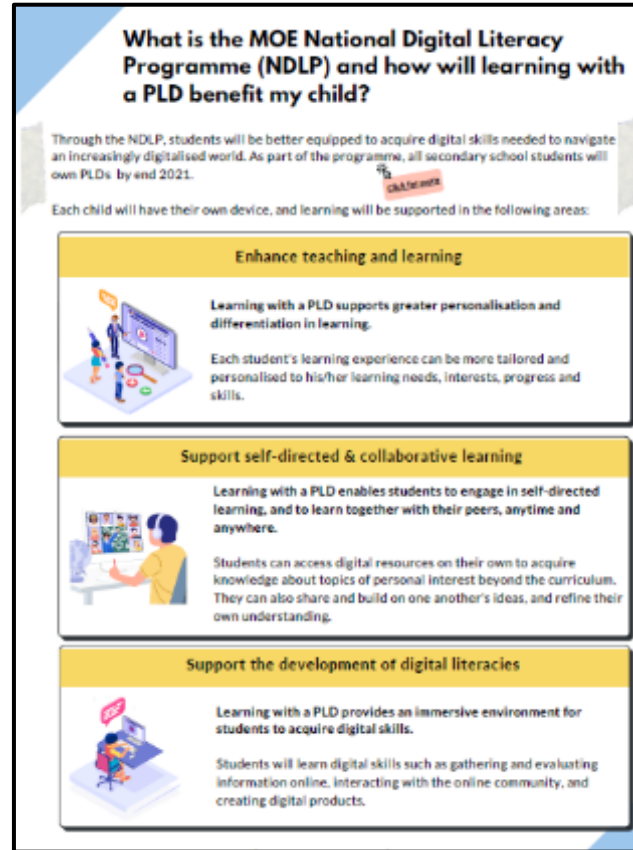 What is the MOE National Digital Literacy
Programme (NDLP) and how will learning with
a PLD benefit my child?
Through the NDLP, students will be better equipped to acquire digital skills needed to navigate
an increasingly digitalised world. As part of the programme, all secondary school students will
own PLDs by end 2021.
click for more
Each child will have their own device, and learning will be supported in the following areas:
Enhance teaching and learning
Learning with a PLD supports greater personalisation and
differentiation in learning.
Each student's learning experience can be more tailored and
personalised to his/her learning needs, interests, progress and
skills.
Support self-directed & collaborative learning
Learning with a PLD enables students to engage in self-directed
learning, and to learn together with their peers, anytime and
anywhere.
Students can access digital resources on their own to acquire
knowledge about topics of personal interest beyond the curriculum.
They can also share and build on one another's ideas, and refine their
own understanding.
Support the development of digital literacies
Learning with a PLD provides an immersive environment for
students to acquire digital skills.
Students will learn digital skills such as gathering and evaluating
information online, interacting with the online community, and
creating digital products.